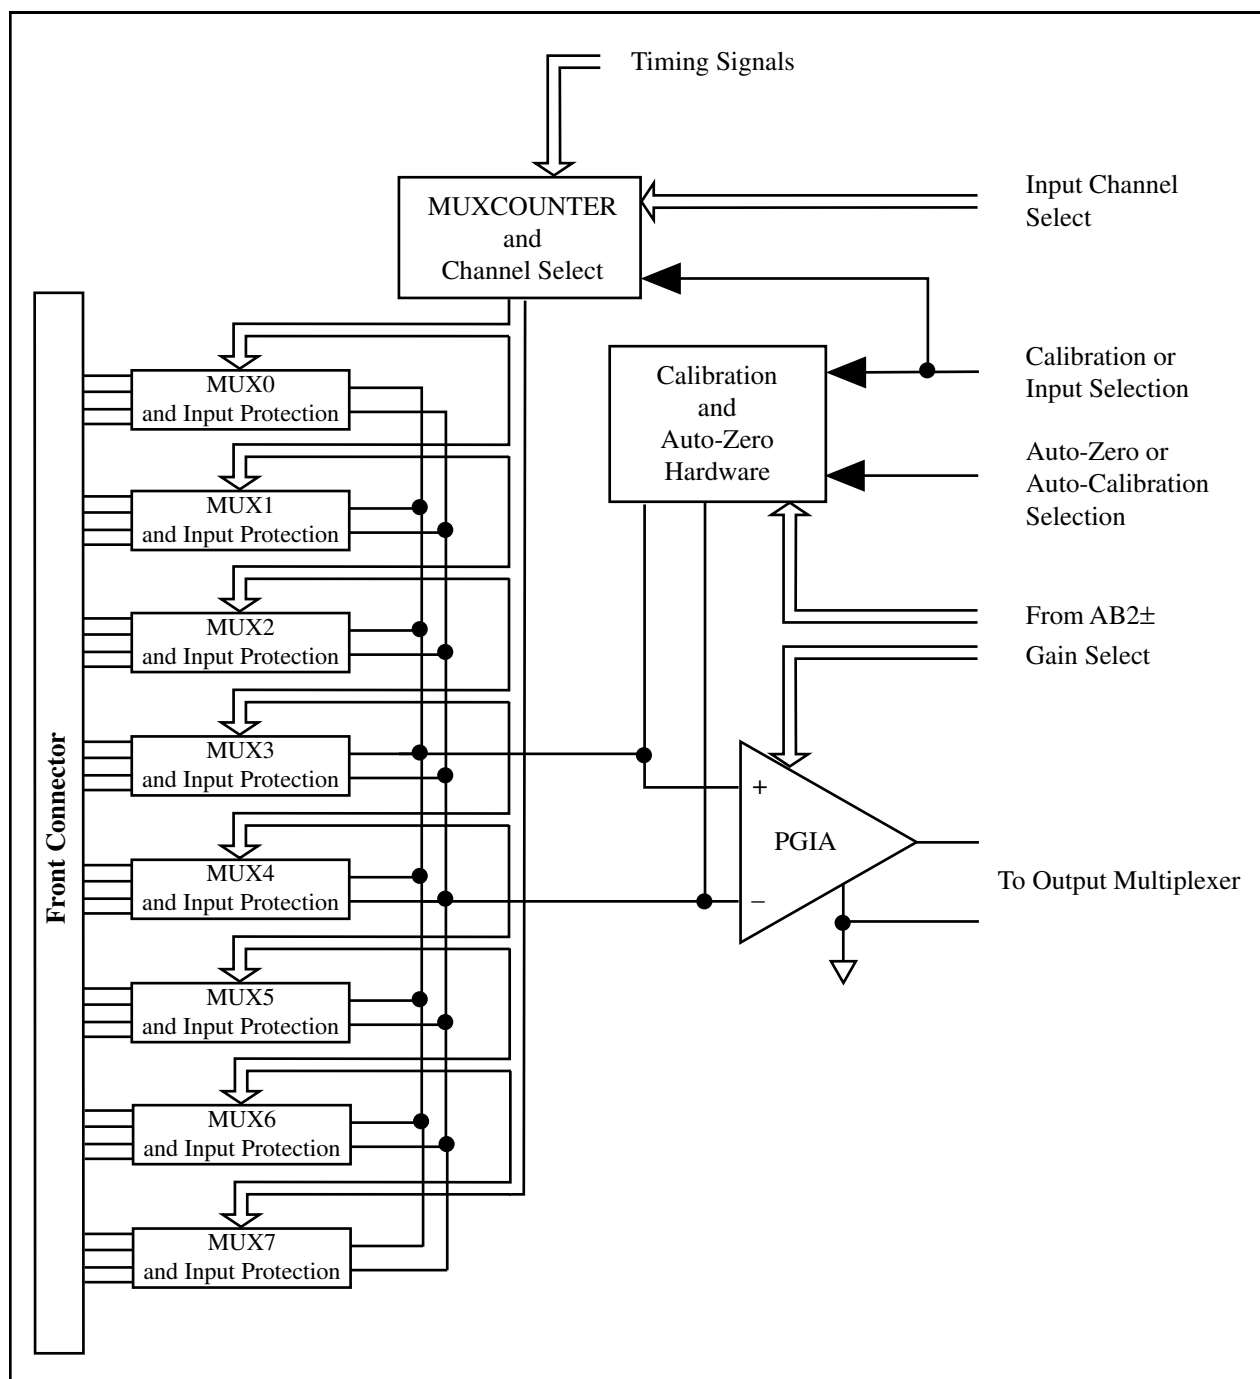 Timing Signals
MUXCOUNTER
and
Channel Select
Input Channel
Select
Calibration
and
Auto-Zero
Hardware
Calibration or
Input Selection
Auto-Zero or
Auto-Calibration
Selection
From AB2±
Gain Select
Front Connector
MUX0
and Input Protection
MUX1
and Input Protection
MUX2
and Input Protection
MUX3
and Input Protection
MUX4
and Input Protection
MUX5
and Input Protection
MUX6
and Input Protection
MUX7
and Input Protection
+
PGIA
–
To Output Multiplexer